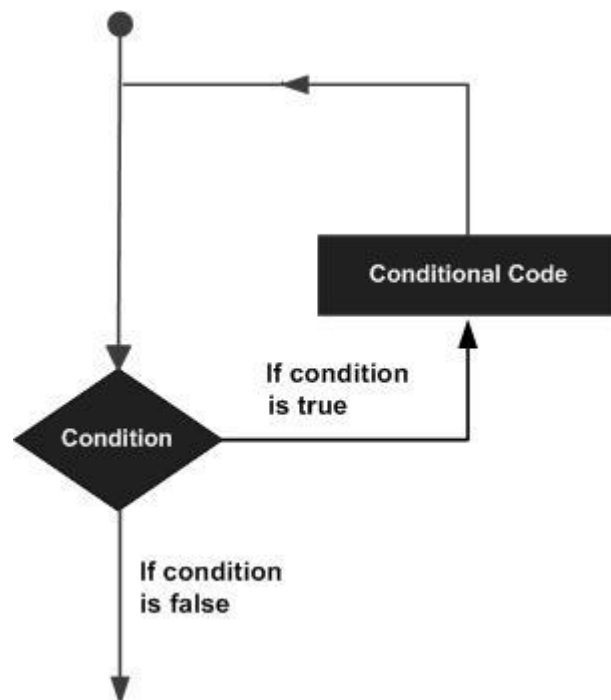 Conditional Code
If condition
is true
Condition
If condition
is false